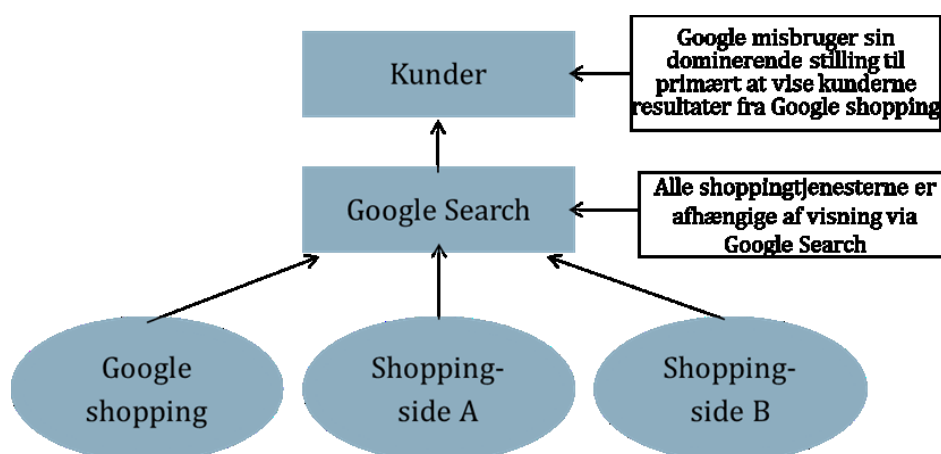 Kunder
Google misbruger sin
dominerende stilling til
primært at vise kunderne
resultater fra Google shopping
Google Search
Alle shoppingtjenesterne er
afhængige af visning via
Google Search
Google
shopping
Shopping-
side A
Shopping-
side B